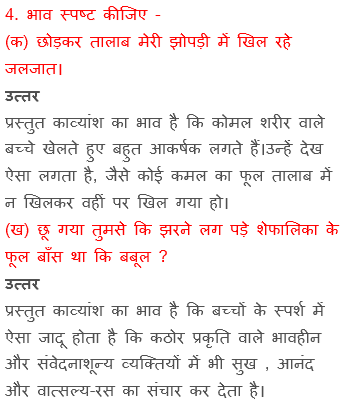 4. भाव स्पष्ट कीजिए -
(क) छोड़कर तालाब मेरी झोपड़ी में खिल रहे
जलजात।
उत्तर
प्रस्तुत काव्यांश का भाव है कि कोमल शरीर वाले
बच्चे खेलते हुए बहुत आकर्षक लगते हैं।उन्हें देख
ऐसा लगता है, जैसे कोई कमल का फूल तालाब में
न खिलकर वहीं पर खिल गया हो।
(ख) छू गया तुमसे कि झरने लग पड़े शेफालिका के
फूल बाँस था कि बबूल ?
उत्तर
प्रस्तुत काव्यांश का भाव है कि बच्चों के स्पर्श में
ऐसा जादू होता है कि कठोर प्रकृति वाले भावहीन
और संवेदनाशून्य व्यक्तियों में भी सुख , आनंद
और वात्सल्य-रस का संचार कर देता है।